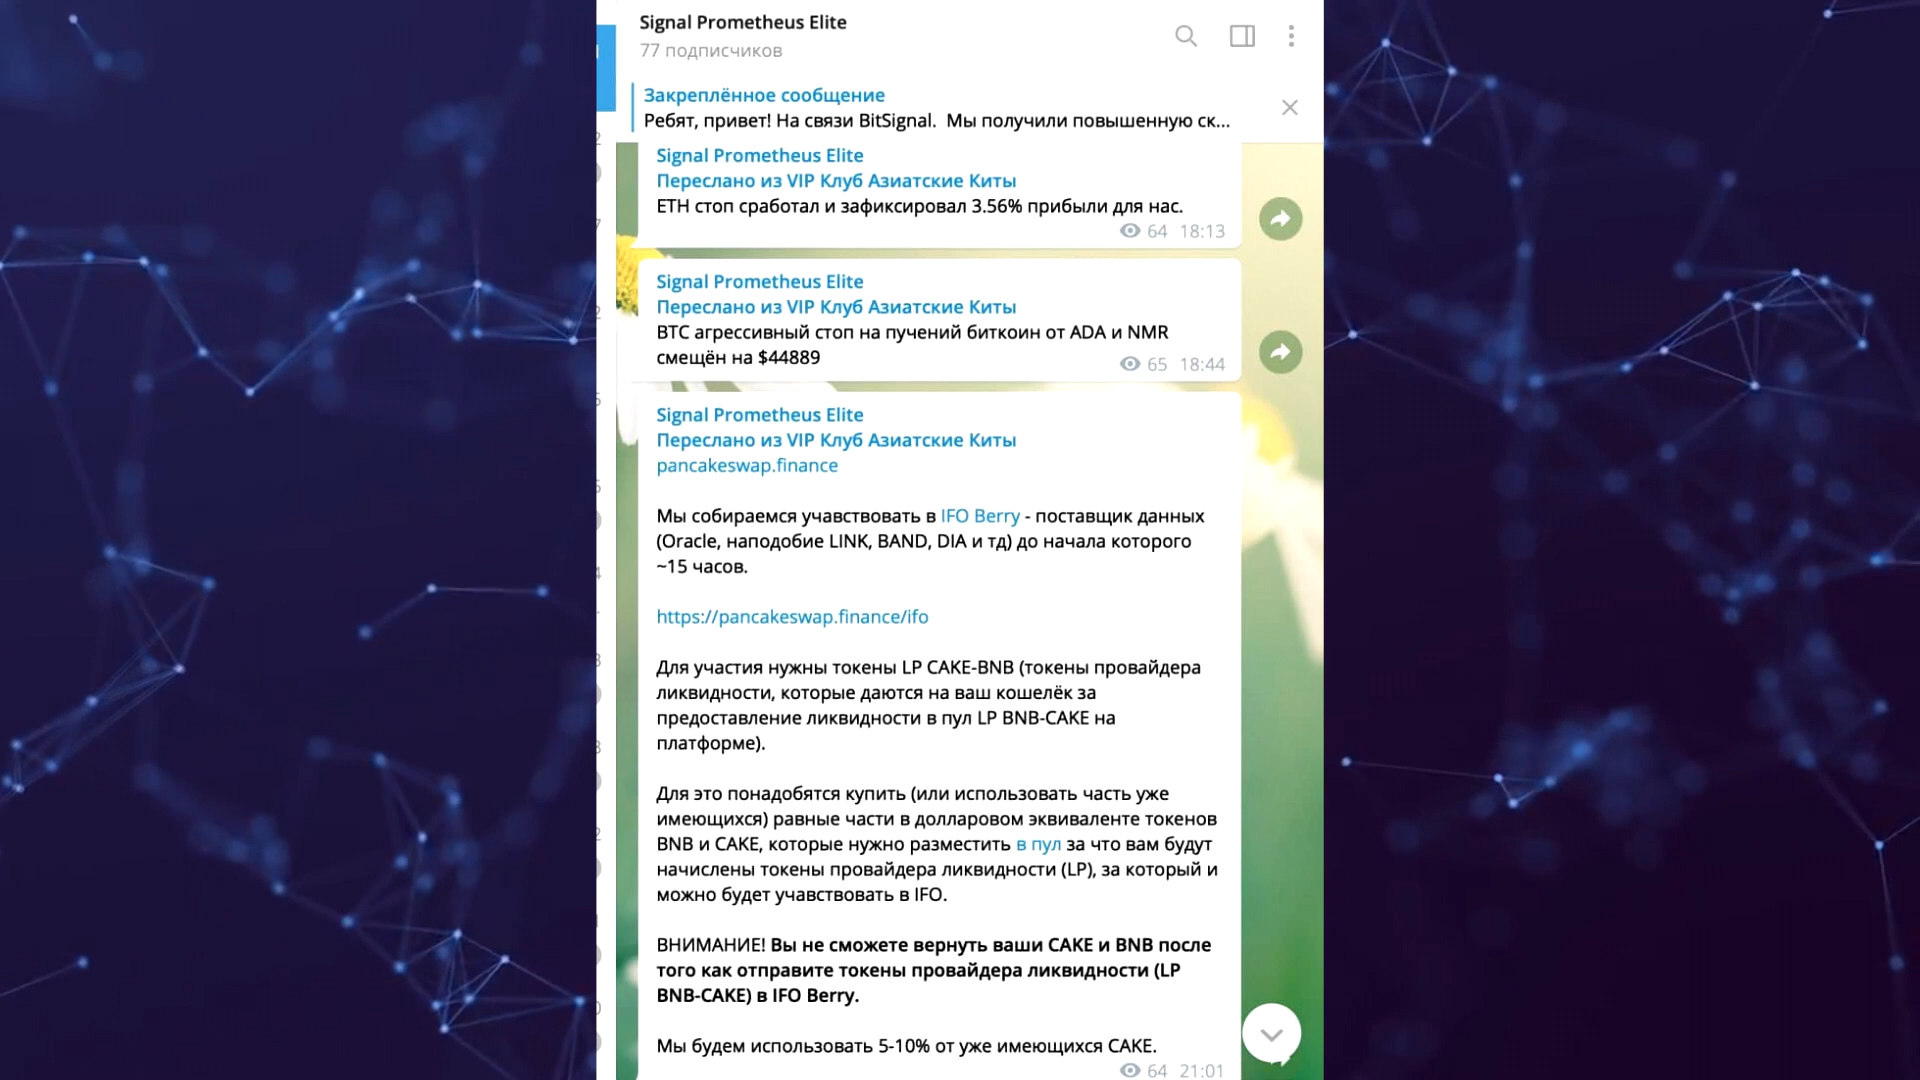 Signal Prometheus Elite
77 подписчиков
Закреплённое сообщение
Ребят, привет! На связи BitSignal. Мы получили повышенную ск...
Signal Prometheus Elite
Переслано из VIP Клуб Азиатские Киты
ETH стоп сработал и зафиксировал 3.56% прибыли для нас.
64 18:13
Signal Prometheus Elite
Переслано из VIP Клуб Азиатские Киты
BTC агрессивный стоп на пучений биткоин от ADA и NMR
смещён на $44889
65 18:44
Signal Prometheus Elite
Переслано из VIP Клуб Азиатские Киты
pancakeswap.finance
Мы собираемся учавствовать в IFO Berry - поставщик данных
(Oracle, наподобие LINK, BAND, DIA и тд) до начала которого
~15 часов.
https://pancakeswap.finance/ifo
Для участия нужны токены LP CAKE-BNB (токены провайдера
ликвидности, которые даются на ваш кошелёк за
предоставление ликвидности в пул LP BNB-CAKE на
платформе).
Для это понадобятся купить (или использовать часть уже
имеющихся) равные части в долларовом эквиваленте токенов
BNB и CAKE, которые нужно разместить в пул за что вам будут
начислены токены провайдера ликвидности (LP), за который и
можно будет учавствовать в IFO.
ВНИМАНИЕ! Вы не сможете вернуть ваши CAKE и BNB после
того как отправите токены провайдера ликвидности (LP
BNB-CAKE) в IFO Berry.
Мы будем использовать 5-10% от уже имеющихся CAKE.
64 21:01